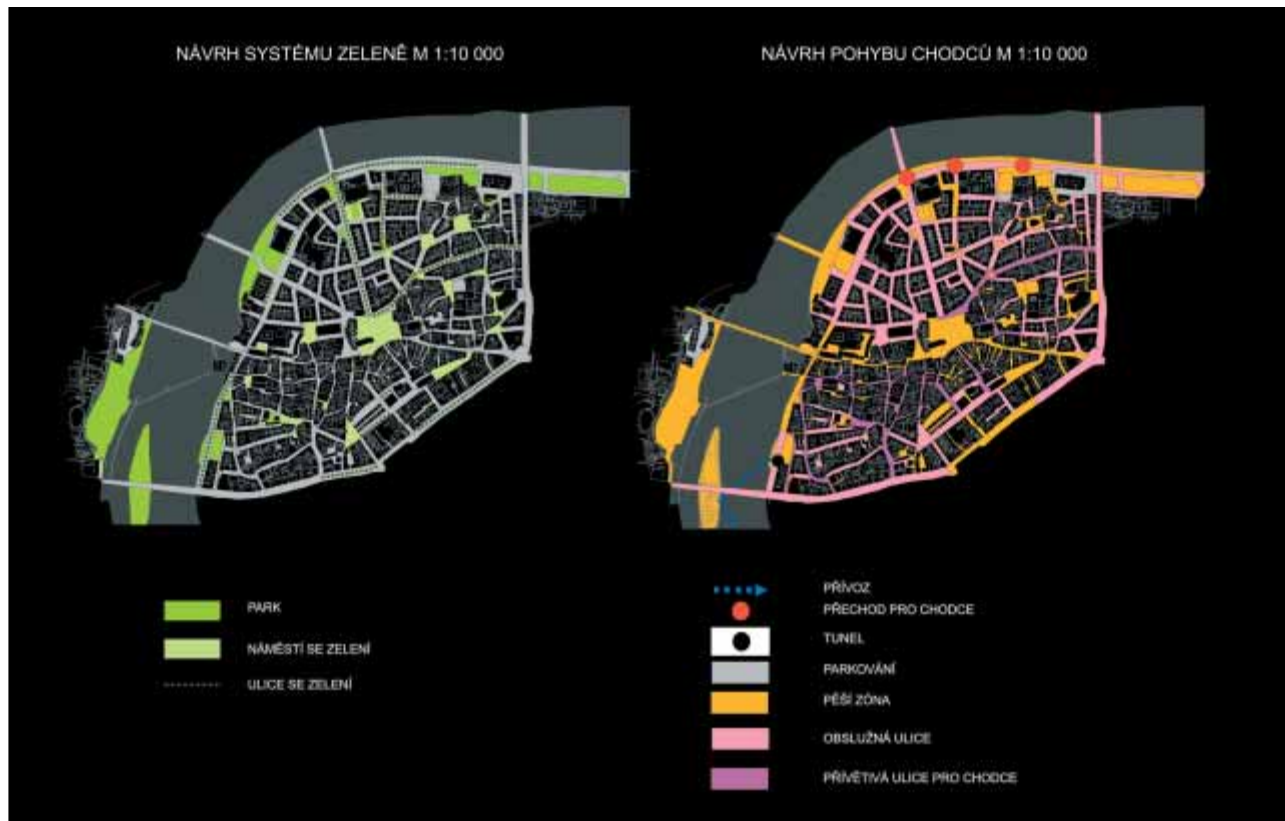 NÁVRH SYSTÉMU ZELENĚ M 1:10 000
NÁVRH POHYBU CHODCŮ M 1:10 000
PARK
NÁMĚSTÍ SE ZELENÍ
ULICE SE ZELENÍ
PŘÍVOZ
PŘECHOD PRO CHODCE
TUNEL
PARKOVÁNÍ
PĚŠÍ ZÓNA
OBSLUŽNÁ ULICE
PŘÍVĚTIVÁ ULICE PRO CHODCE